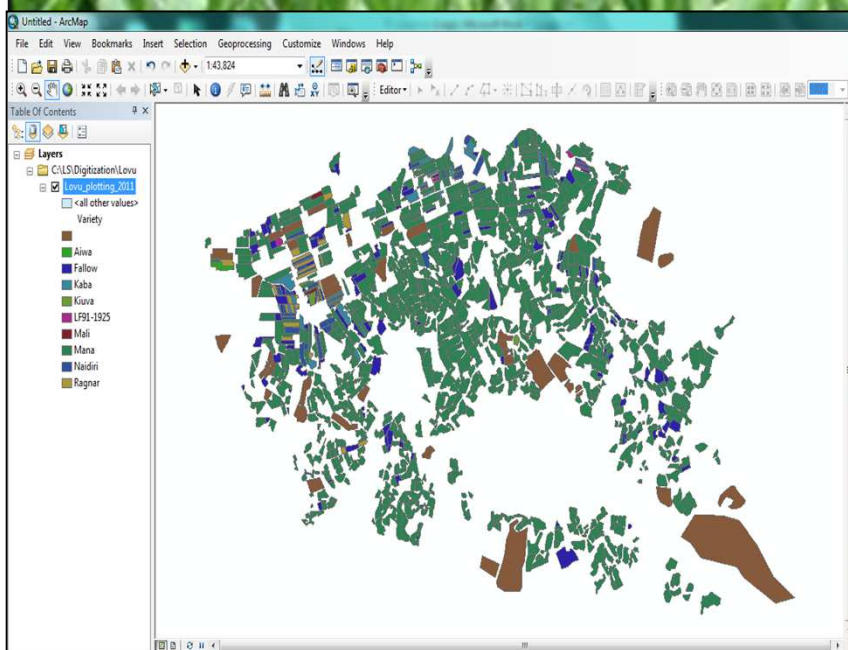 Untitled - ArcMap
File Edit View Bookmarks Insert Selection Geoprocessing Customize Windows Help
1:43,824
Editor
Table Of Contents
Layers
C:\LS\Digitization\Lovu
Lovu_plotting_2011
<all other values>
Variety
Aiwa
Fallow
Kaba
Kiuva
LF91-1925
Mali
Mana
Naidiri
Ragnar